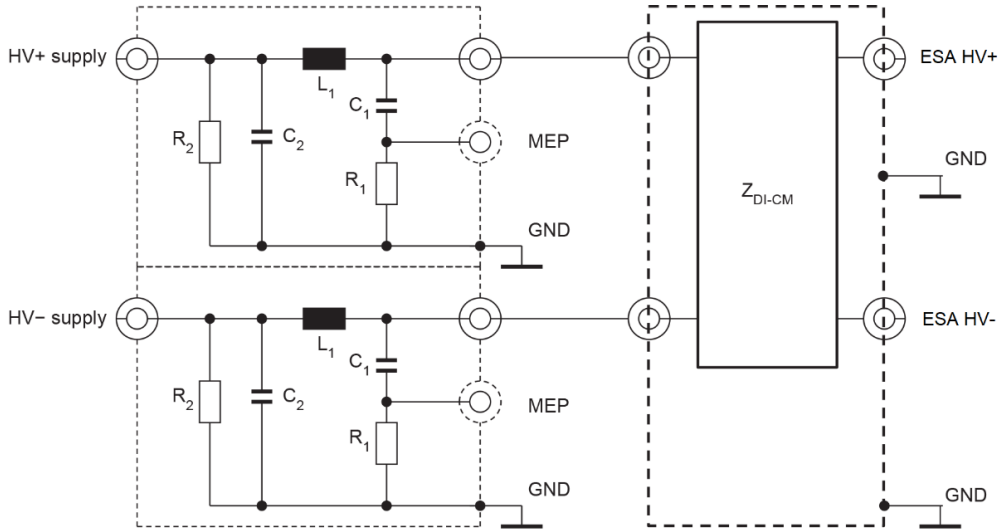 HV+ supply
L1
C1
R2
C2
R1
MEP
GND
ZDI-CM
ESA HV+
GND
HV− supply
L1
C1
R2
C2
R1
MEP
GND
ESA HV-
GND